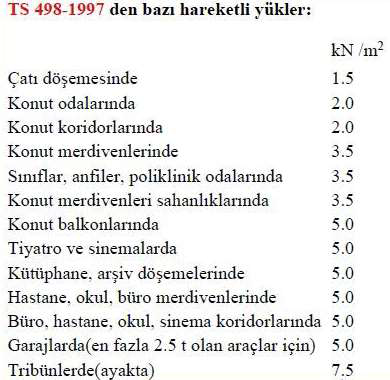 TS 498-1997 den bazı hareketli yükler:
kN /m²
Çatı döşemesinde 1.5
Konut odalarında 2.0
Konut koridorlarında 2.0
Konut merdivenlerinde 3.5
Sınıflar, anfiler, poliklinik odalarında 3.5
Konut merdivenleri sahanlıklarında 3.5
Konut balkonlarında 5.0
Tiyatro ve sinemalarda 5.0
Kütüphane, arşiv döşemelerinde 5.0
Hastane, okul, büro merdivenlerinde 5.0
Büro, hastane, okul, sinema koridorlarında 5.0
Garajlarda(en fazla 2.5 t olan araçlar için) 5.0
Tribünlerde(ayakta) 7.5